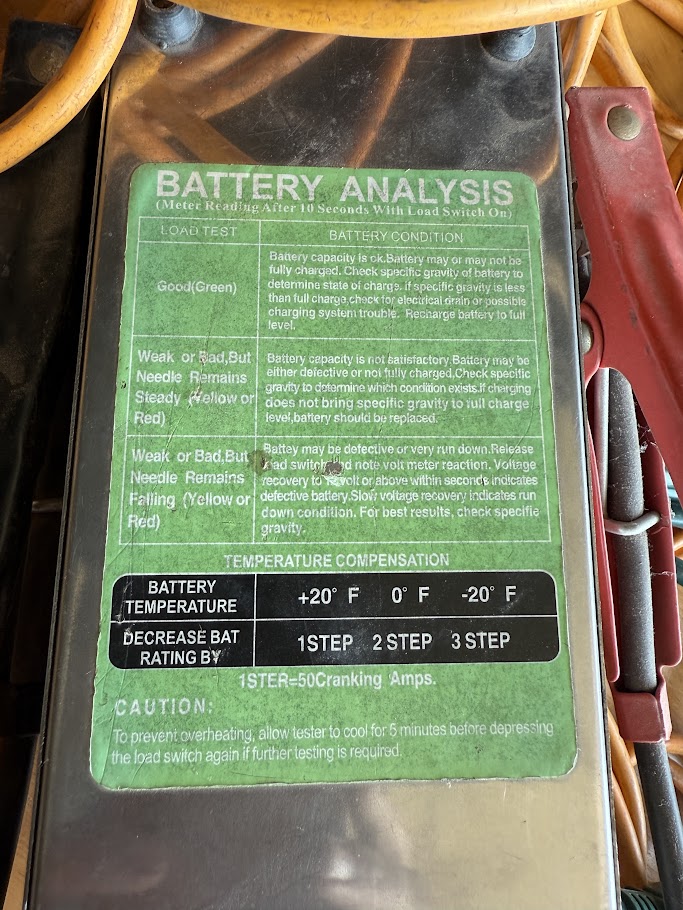 BATTERY ANALYSIS
(Meter Reading After 10 Seconds With Load Switch On)
LOAD TEST
BATTERY CONDITION
Good(Green)
Battery capacity is ok.Battery may or may not be
fully charged. Check specific gravity of battery to
determine state of charge. If specific gravity is less
than full charge,check for electrical drain or possible
charging system trouble. Recharge battery to full
level.
Weak or Bad,But
Needle Remains
Steady (Yellow or
Red)
Battery capacity is not satisfactory.Battery may be
either defective or not fully charged.Check specific
gravity to determine which condition exists.If charging
does not bring specific gravity to full charge
level,battery should be replaced.
Weak or Bad,But
Needle Remains
Falling (Yellow or
Red)
Battey may be defective or very run down.Release
load switch and note volt meter reaction. Voltage
recovery to volt or above within seconds indicates
defective battery.Slow voltage recovery indicates run
down condition. For best results, check specific
gravity.
TEMPERATURE COMPENSATION
BATTERY
TEMPERATURE
+20° F 0° F -20° F
DECREASE BAT
RATING BY
1STEP 2 STEP 3 STEP
1STER=50Cranking Amps.
CAUTION:
To prevent overheating, allow tester to cool for 5 minutes before depressing
the load switch again if further testing is required.